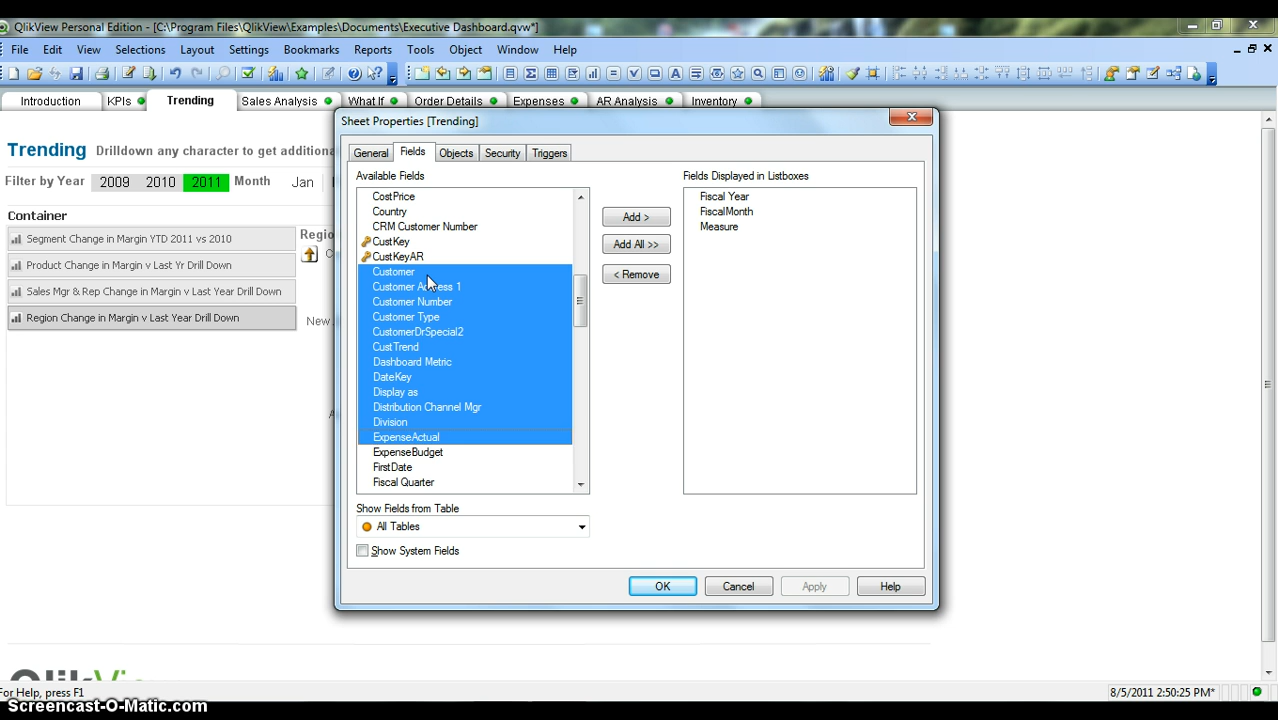 QlikView Personal Edition - [C:\Program Files\QlikView\Examples\Documents\Executive Dashboard.qvw*]
File Edit View Selections Layout Settings Bookmarks Reports Tools Object Window Help
Introduction KPIs Trending Sales Analysis What If Order Details Expenses AR Analysis Inventory
Sheet Properties [Trending]
Trending Drilldown any character to get additiona
General Fields Objects Security Triggers
Filter by Year 2009 2010 2011 Month Jan
Available Fields
Fields Displayed in Listboxes
Container
Segment Change in Margin YTD 2011 vs 2010
Product Change in Margin v Last Yr Drill Down
Sales Mgr & Rep Change in Margin v Last Year Drill Down
Region Change in Margin v Last Year Drill Down
Regio
New
CostPrice
Country
CRM Customer Number
CustKey
CustKeyAR
Customer
Customer Ad ess 1
Customer Number
Customer Type
CustomerDrSpecial2
CustTrend
Dashboard Metric
DateKey
Display as
Distribution Channel Mgr
Division
ExpenseActual
ExpenseBudget
FirstDate
Fiscal Quarter
Add >
Add All >>
< Remove
Fiscal Year
FiscalMonth
Measure
Show Fields from Table
All Tables
Show System Fields
OK Cancel Apply Help
QlikVie
For Help, press F1
8/5/2011 2:50:25 PM*
Screencast-O-Matic.com